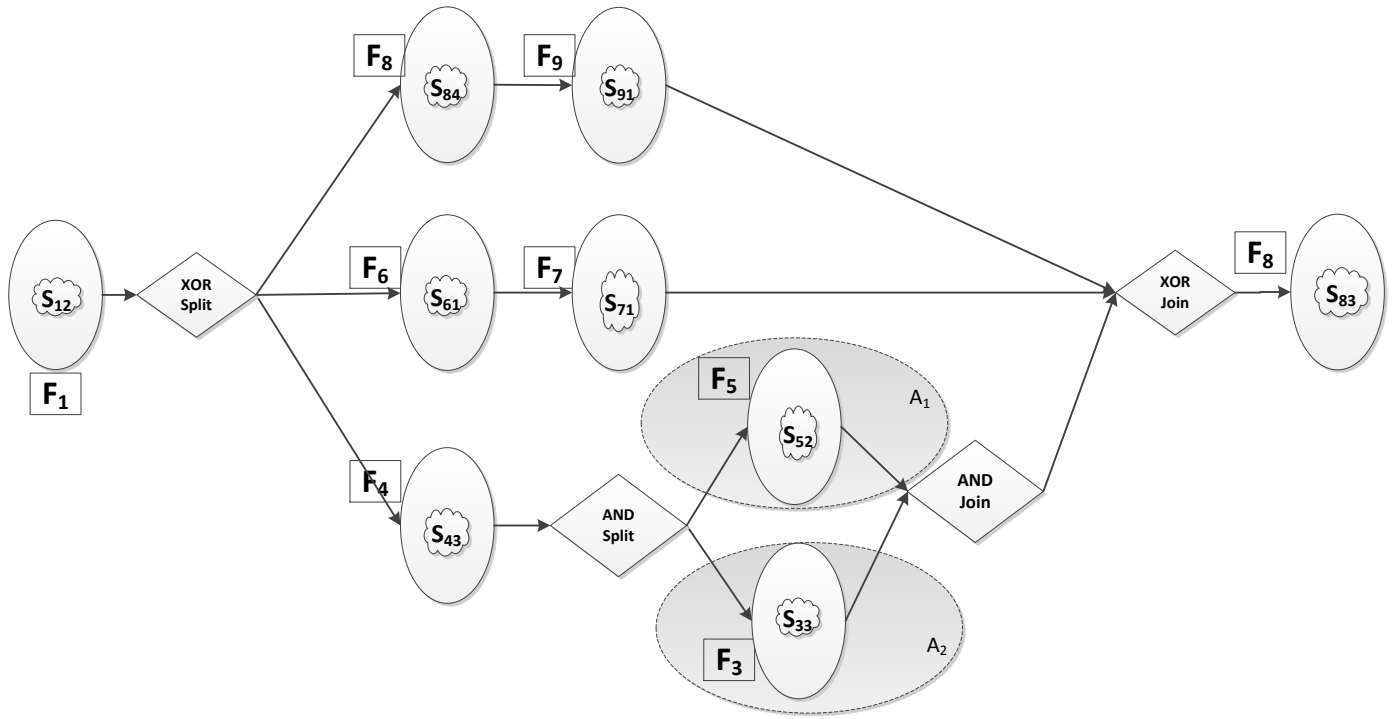 F8
S84
F9
S91
S12
F1
XOR
Split
F6
S61
F7
S71
XOR
Join
F8
S83
F4
S43
AND
Split
F5
S52
A1
AND
Join
F3
S33
A2